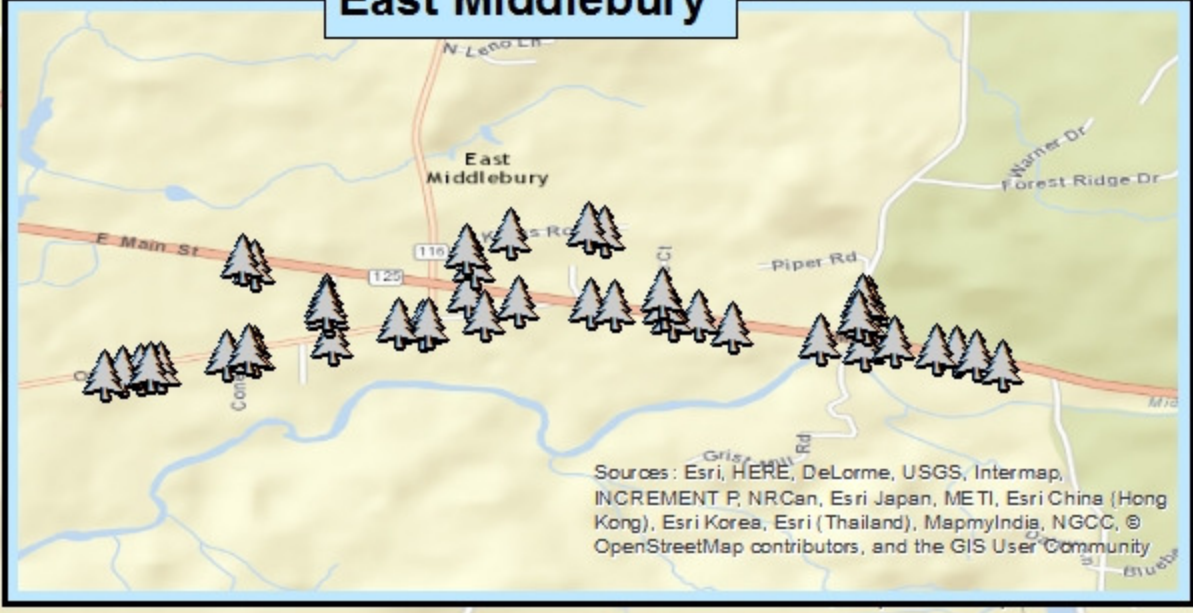 East Middlebury
N Leno Ln
East
Middlebury
Warner Dr
Forest Ridge Dr
E Main St
116
125
Ct
Piper Rd
Grist Mill Rd
Sources: Esri, HERE, DeLorme, USGS, Intermap,
INCREMENT P, NRCan, Esri Japan, METI, Esri China (Hong
Kong), Esri Korea, Esri (Thailand), MapmyIndia, NGCC, ©
OpenStreetMap contributors, and the GIS User Community